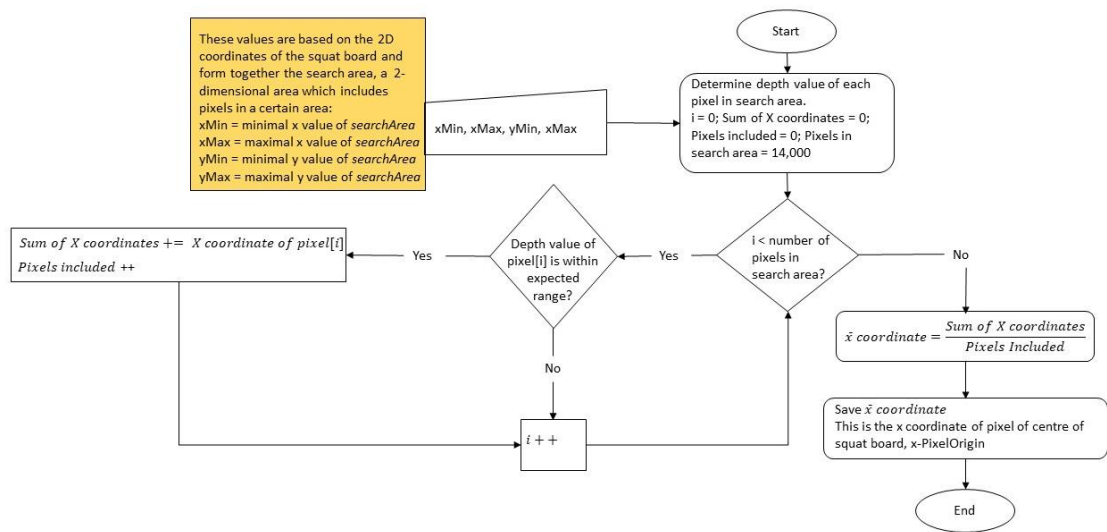 These values are based on the 2D
coordinates of the squat board and
form together the search area, a 2-
dimensional area which includes
pixels in a certain area:
xMin = minimal x value of searchArea
xMax = maximal x value of searchArea
yMin = minimal y value of searchArea
yMax = maximal y value of searchArea
xMin, xMax, yMin, xMax
Start
Determine depth value of each
pixel in search area.
i = 0; Sum of X coordinates = 0;
Pixels included = 0; Pixels in
search area = 14,000
i < number of
pixels in
search area?
Yes
No
Depth value of
pixel[i] is within
expected
range?
Yes
No
Sum of X coordinates += X coordinate of pixel[i]
Pixels included ++
i ++
x̄ coordinate = Sum of X coordinates / Pixels Included
Save x̄ coordinate
This is the x coordinate of pixel of centre of
squat board, x-PixelOrigin
End